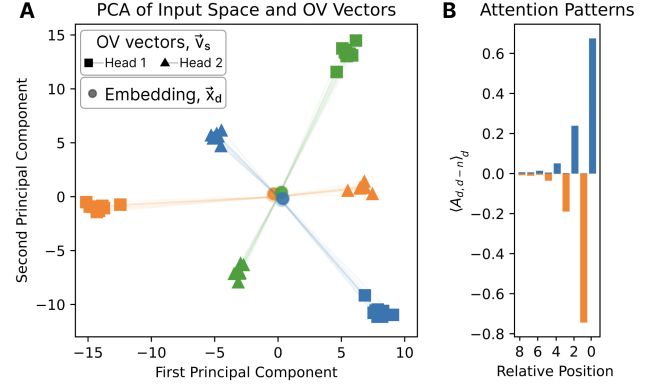 A
PCA of Input Space and OV Vectors
OV vectors, v⃗s
Head 1
Head 2
Embedding, x⃗d
Second Principal Component
15
10
5
0
−5
−10
−15
−10
−5
0
5
10
First Principal Component
B
Attention Patterns
⟨A_{d, d − n}⟩_d
0.6
0.4
0.2
0.0
−0.2
−0.4
−0.6
−0.8
8 6 4 2 0
Relative Position